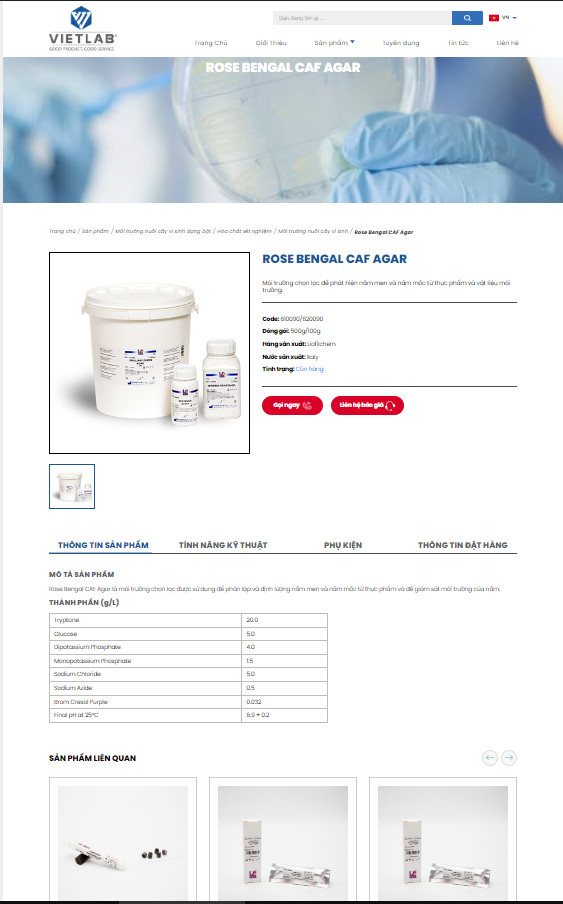 VIETLAB®
GOOD PRODUCT, GOOD SERVICE
Bạn đang tìm gì ...
VN
Trang Chủ
Giới Thiệu
Sản phẩm
Tuyển dụng
Tin tức
Liên hệ
ROSE BENGAL CAF AGAR
Trang chủ / Sản phẩm / Môi trường nuôi cấy vi sinh dạng bột / Hóa chất xét nghiệm / Môi trường nuôi cấy vi sinh / Rose Bengal CAF Agar
ROSE BENGAL CAF AGAR
Môi trường chọn lọc để phát hiện nấm men và nấm mốc từ thực phẩm và vật liệu môi
trường.
Code: 610090/620090
Đóng gói: 500g/100g
Hãng sản xuất: Liofilchem
Nước sản xuất: Italy
Tình trạng: Còn hàng
Gọi ngay
Liên hệ báo giá
THÔNG TIN SẢN PHẨM
TÍNH NĂNG KỸ THUẬT
PHỤ KIỆN
THÔNG TIN ĐẶT HÀNG
MÔ TẢ SẢN PHẨM
Rose Bengal CAF Agar là môi trường chọn lọc được sử dụng để phân lập và định lượng nấm men và nấm mốc từ thực phẩm và để giám sát môi trường của nấm.
THÀNH PHẦN (g/L)
Tryptone 20.0
Glucose 5.0
Dipotassium Phosphate 4.0
Monopotassium Phosphate 1.5
Sodium Chloride 5.0
Sodium Azide 0.5
Brom Cresol Purple 0.032
Final pH at 25°C 6.9 ± 0.2
SẢN PHẨM LIÊN QUAN